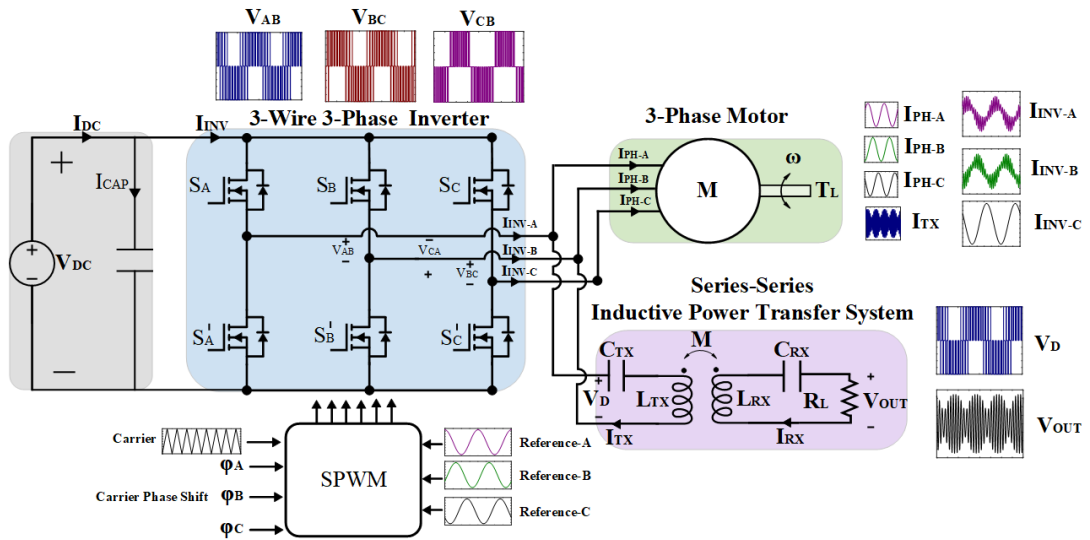 VAB
VBC
VCB
3-Wire 3-Phase Inverter
3-Phase Motor
IDC
IINV
ICAP
VDC
SA
SB
SC
S'A
S'B
S'C
VAB
VCA
VBC
IINV-A
IINV-B
IINV-C
IPH-A
IPH-B
IPH-C
M
ω
TL
IPH-A
IPH-B
IPH-C
ITX
IINV-A
IINV-B
IINV-C
Series-Series
Inductive Power Transfer System
CTX
M
CRX
VD
LTX
LRX
RL
VOUT
ITX
IRX
VD
VOUT
Carrier
φA
Carrier Phase Shift
φB
φC
SPWM
Reference-A
Reference-B
Reference-C